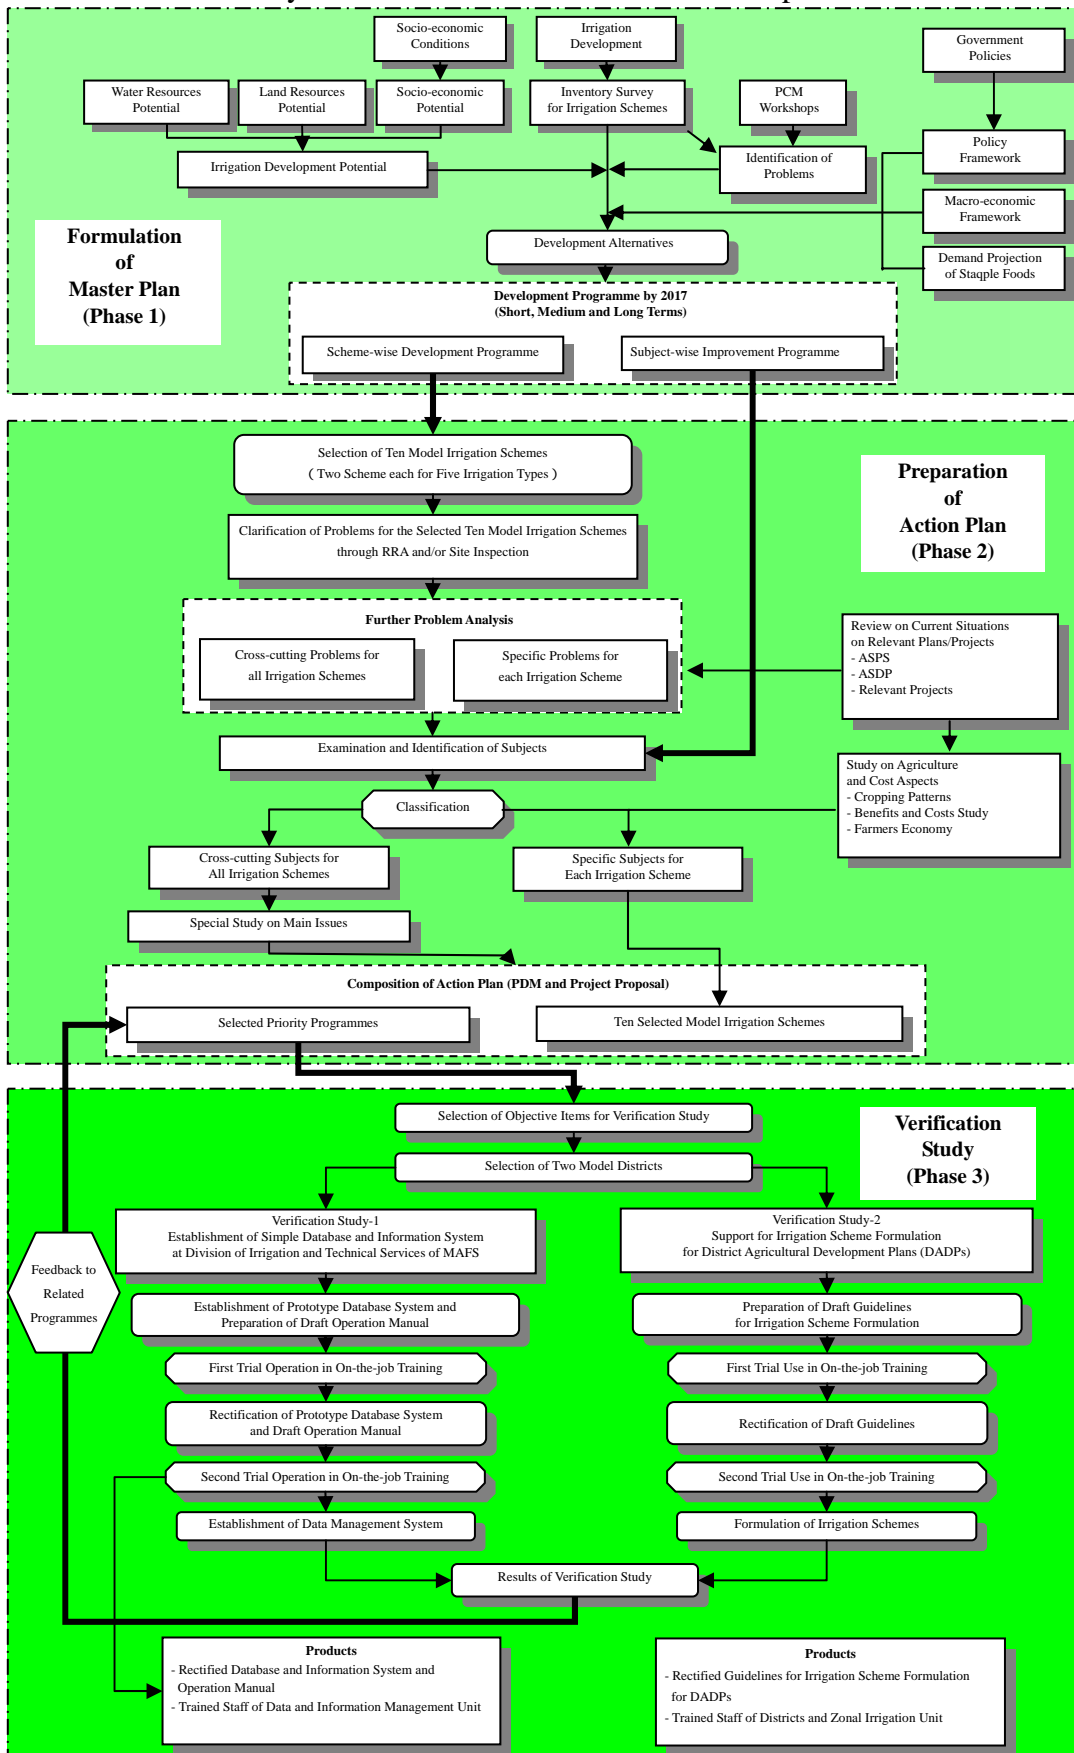 Socio-economic
Conditions
Irrigation
Development
Government
Policies
Water Resources
Potential
Land Resources
Potential
Socio-economic
Potential
Inventory Survey
for Irrigation Schemes
PCM
Workshops
Irrigation Development Potential
Identification of
Problems
Policy
Framework
Macro-economic
Framework
Demand Projection
of Staqple Foods
Formulation
of
Master Plan
(Phase 1)
Development Alternatives
Development Programme by 2017
(Short, Medium and Long Terms)
Scheme-wise Development Programme
Subject-wise Improvement Programme
Selection of Ten Model Irrigation Schemes
( Two Scheme each for Five Irrigation Types )
Preparation
of
Action Plan
(Phase 2)
Clarification of Problems for the Selected Ten Model Irrigation Schemes
through RRA and/or Site Inspection
Further Problem Analysis
Cross-cutting Problems for
all Irrigation Schemes
Specific Problems for
each Irrigation Scheme
Review on Current Situations
on Relevant Plans/Projects
- ASPS
- ASDP
- Relevant Projects
Examination and Identification of Subjects
Study on Agriculture
and Cost Aspects
- Cropping Patterns
- Benefits and Costs Study
- Farmers Economy
Classification
Cross-cutting Subjects for
All Irrigation Schemes
Specific Subjects for
Each Irrigation Scheme
Special Study on Main Issues
Composition of Action Plan (PDM and Project Proposal)
Selected Priority Programmes
Ten Selected Model Irrigation Schemes
Selection of Objective Items for Verification Study
Selection of Two Model Districts
Verification
Study
(Phase 3)
Verification Study-1
Establishment of Simple Database and Information System
at Division of Irrigation and Technical Services of MAFS
Verification Study-2
Support for Irrigation Scheme Formulation
for District Agricultural Development Plans (DADPs)
Feedback to
Related
Programmes
Establishment of Prototype Database System and
Preparation of Draft Operation Manual
Preparation of Draft Guidelines
for Irrigation Scheme Formulation
First Trial Operation in On-the-job Training
First Trial Use in On-the-job Training
Rectification of Prototype Database System
and Draft Operation Manual
Rectification of Draft Guidelines
Second Trial Operation in On-the-job Training
Second Trial Use in On-the-job Training
Establishment of Data Management System
Formulation of Irrigation Schemes
Results of Verification Study
Products
- Rectified Database and Information System and
Operation Manual
- Trained Staff of Data and Information Management Unit
Products
- Rectified Guidelines for Irrigation Scheme Formulation
for DADPs
- Trained Staff of Districts and Zonal Irrigation Unit